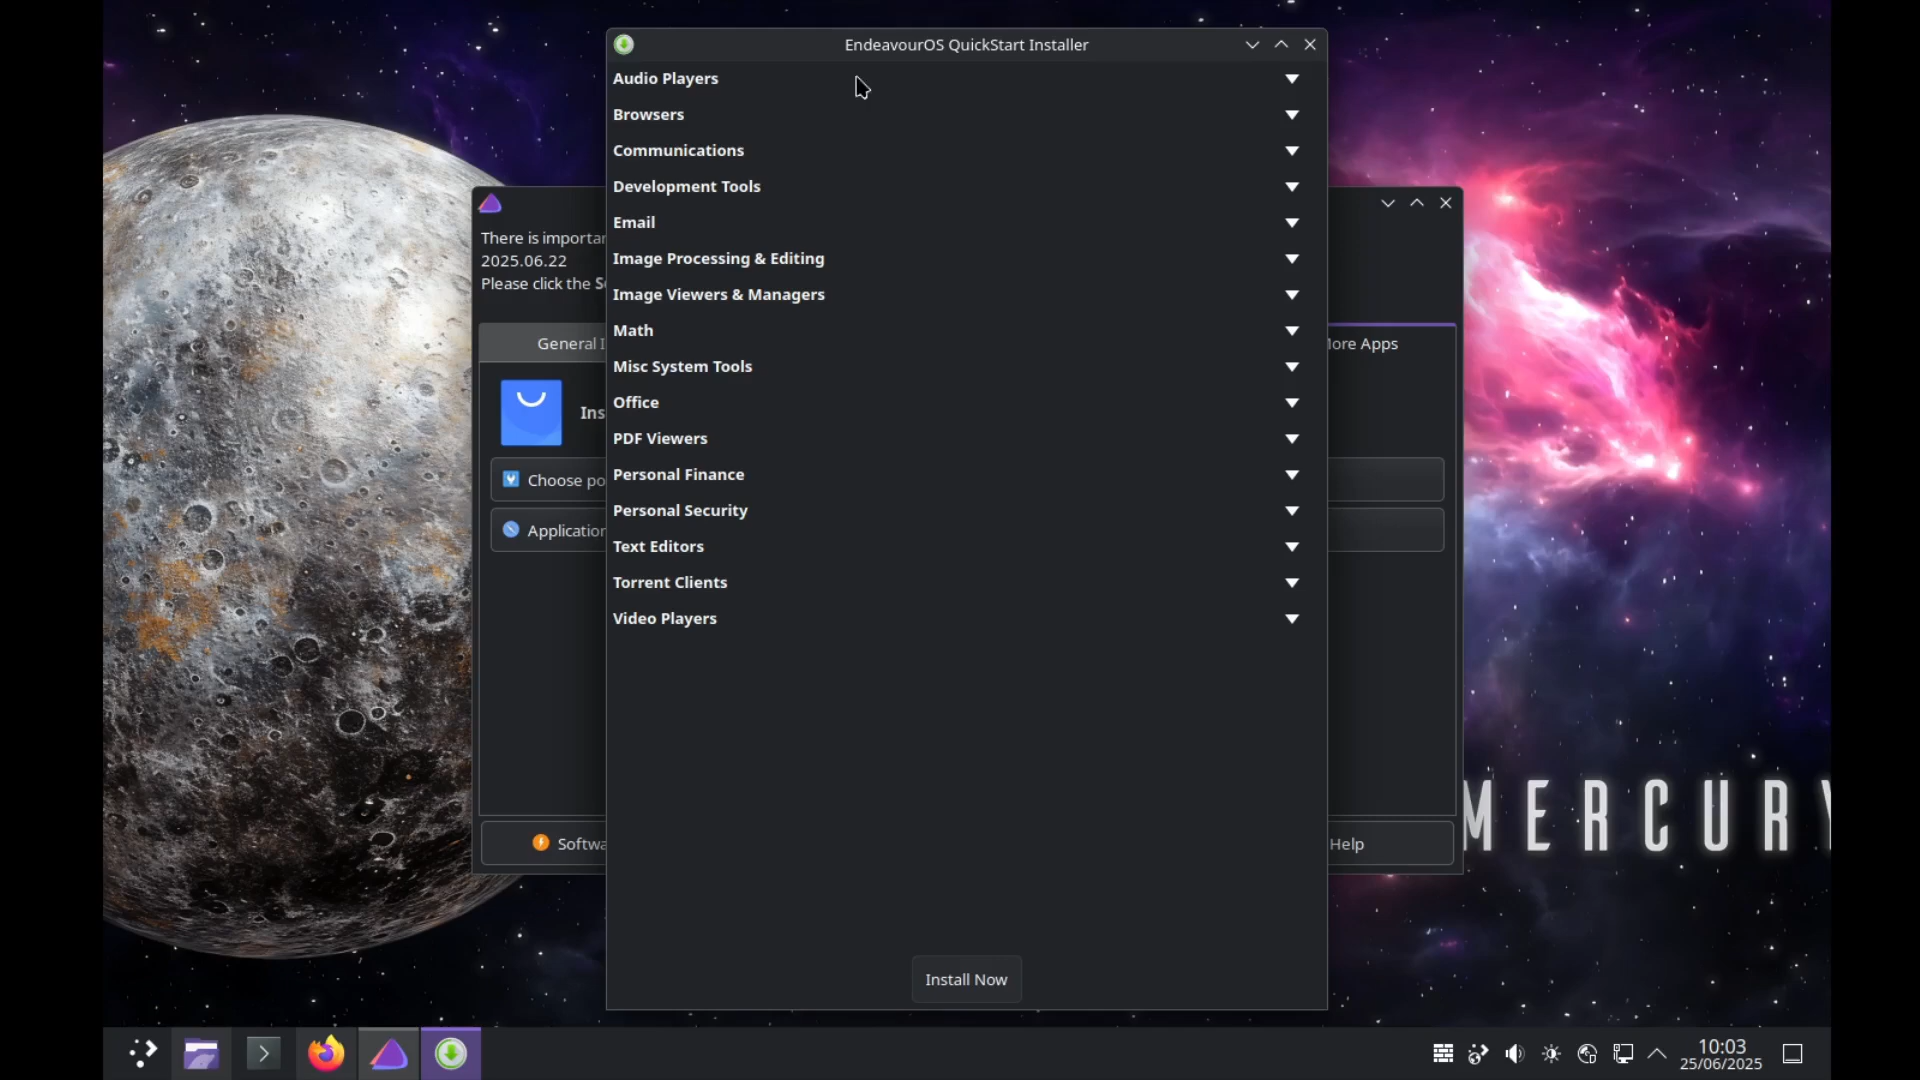 EndeavourOS QuickStart Installer
Audio Players
Browsers
Communications
Development Tools
Email
Image Processing & Editing
Image Viewers & Managers
Math
Misc System Tools
Office
PDF Viewers
Personal Finance
Personal Security
Text Editors
Torrent Clients
Video Players
Install Now
There is importan
2025.06.22
Please click the
General I
ore Apps
Ins
Choose po
Application
Softwa
Help
MERCURY
10:03
25/06/2025